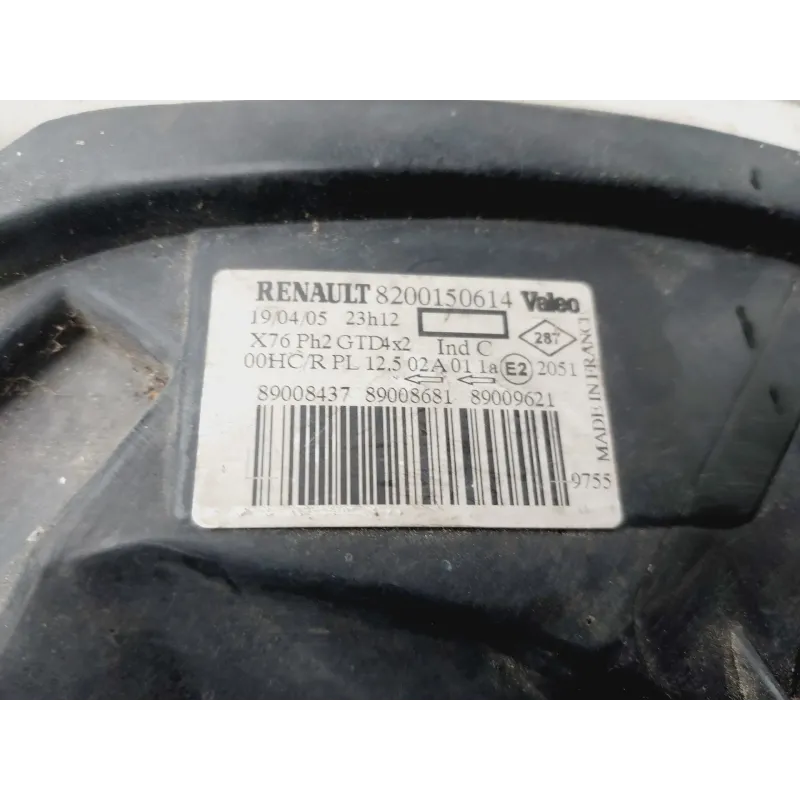 RENAULT 8200150614 Valeo
19/04/05 23h12
287
X76 Ph2 GTD4x2 Ind C
00HC/R PL 12,5 02A 01 1a E2 2051
89008437 89008681 89009621
9755
MADE IN FRANCE